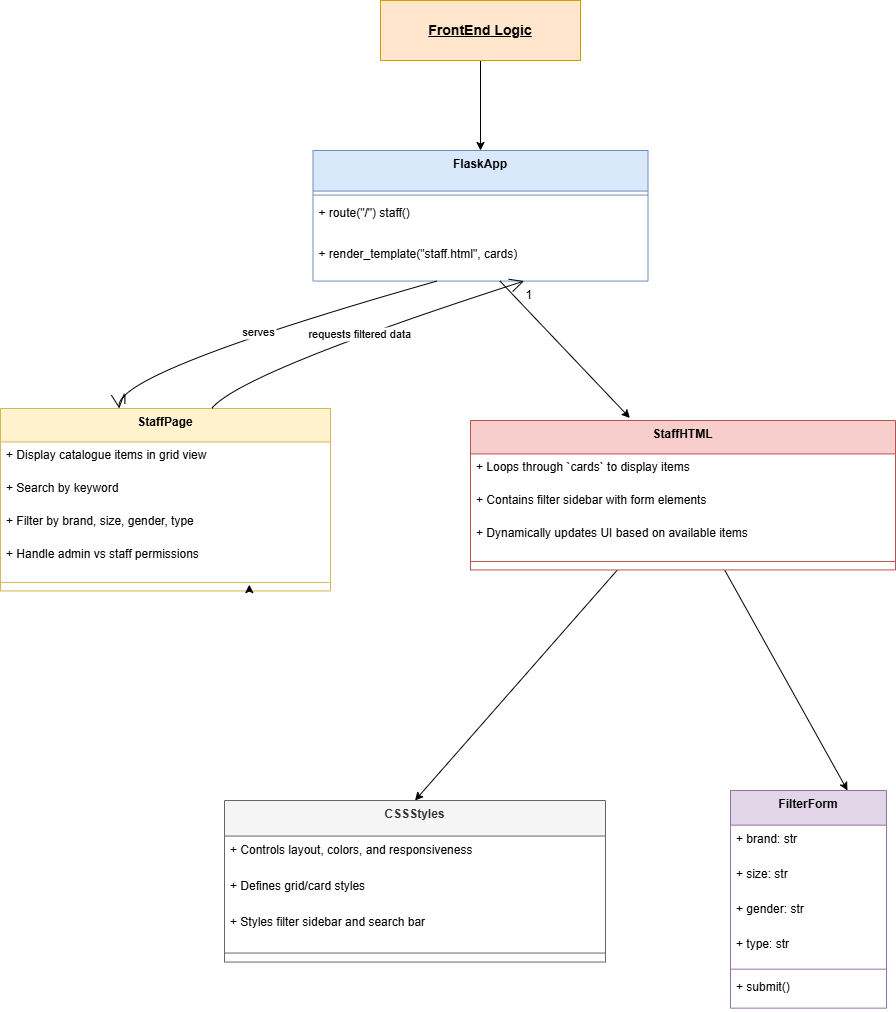 FrontEnd Logic
FlaskApp
+ route("/") staff()
+ render_template("staff.html", cards)
1
serves
requests filtered data
1
StaffPage
+ Display catalogue items in grid view
+ Search by keyword
+ Filter by brand, size, gender, type
+ Handle admin vs staff permissions
StaffHTML
+ Loops through `cards` to display items
+ Contains filter sidebar with form elements
+ Dynamically updates UI based on available items
CSSStyles
+ Controls layout, colors, and responsiveness
+ Defines grid/card styles
+ Styles filter sidebar and search bar
FilterForm
+ brand: str
+ size: str
+ gender: str
+ type: str
+ submit()